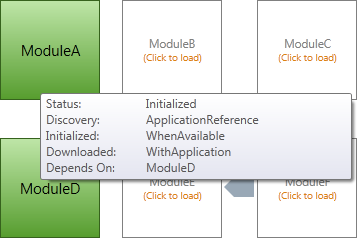 ModuleA
ModuleB
(Click to load)
ModuleC
(Click to load)
Status: Initialized
Discovery: ApplicationReference
Initialized: WhenAvailable
Downloaded: WithApplication
Depends On: ModuleD
ModuleD
ModuleE
(Click to load)
ModuleF
(Click to load)